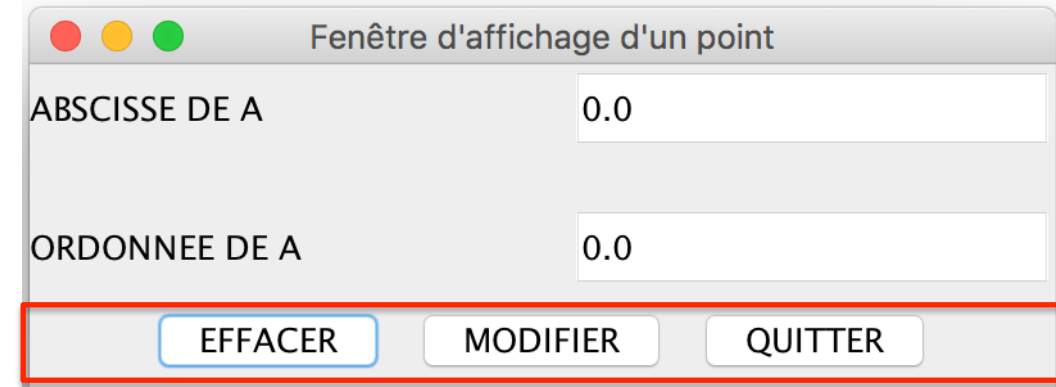 Fenêtre d'affichage d'un point
ABSCISSE DE A 0.0
ORDONNEE DE A 0.0
EFFACER MODIFIER QUITTER